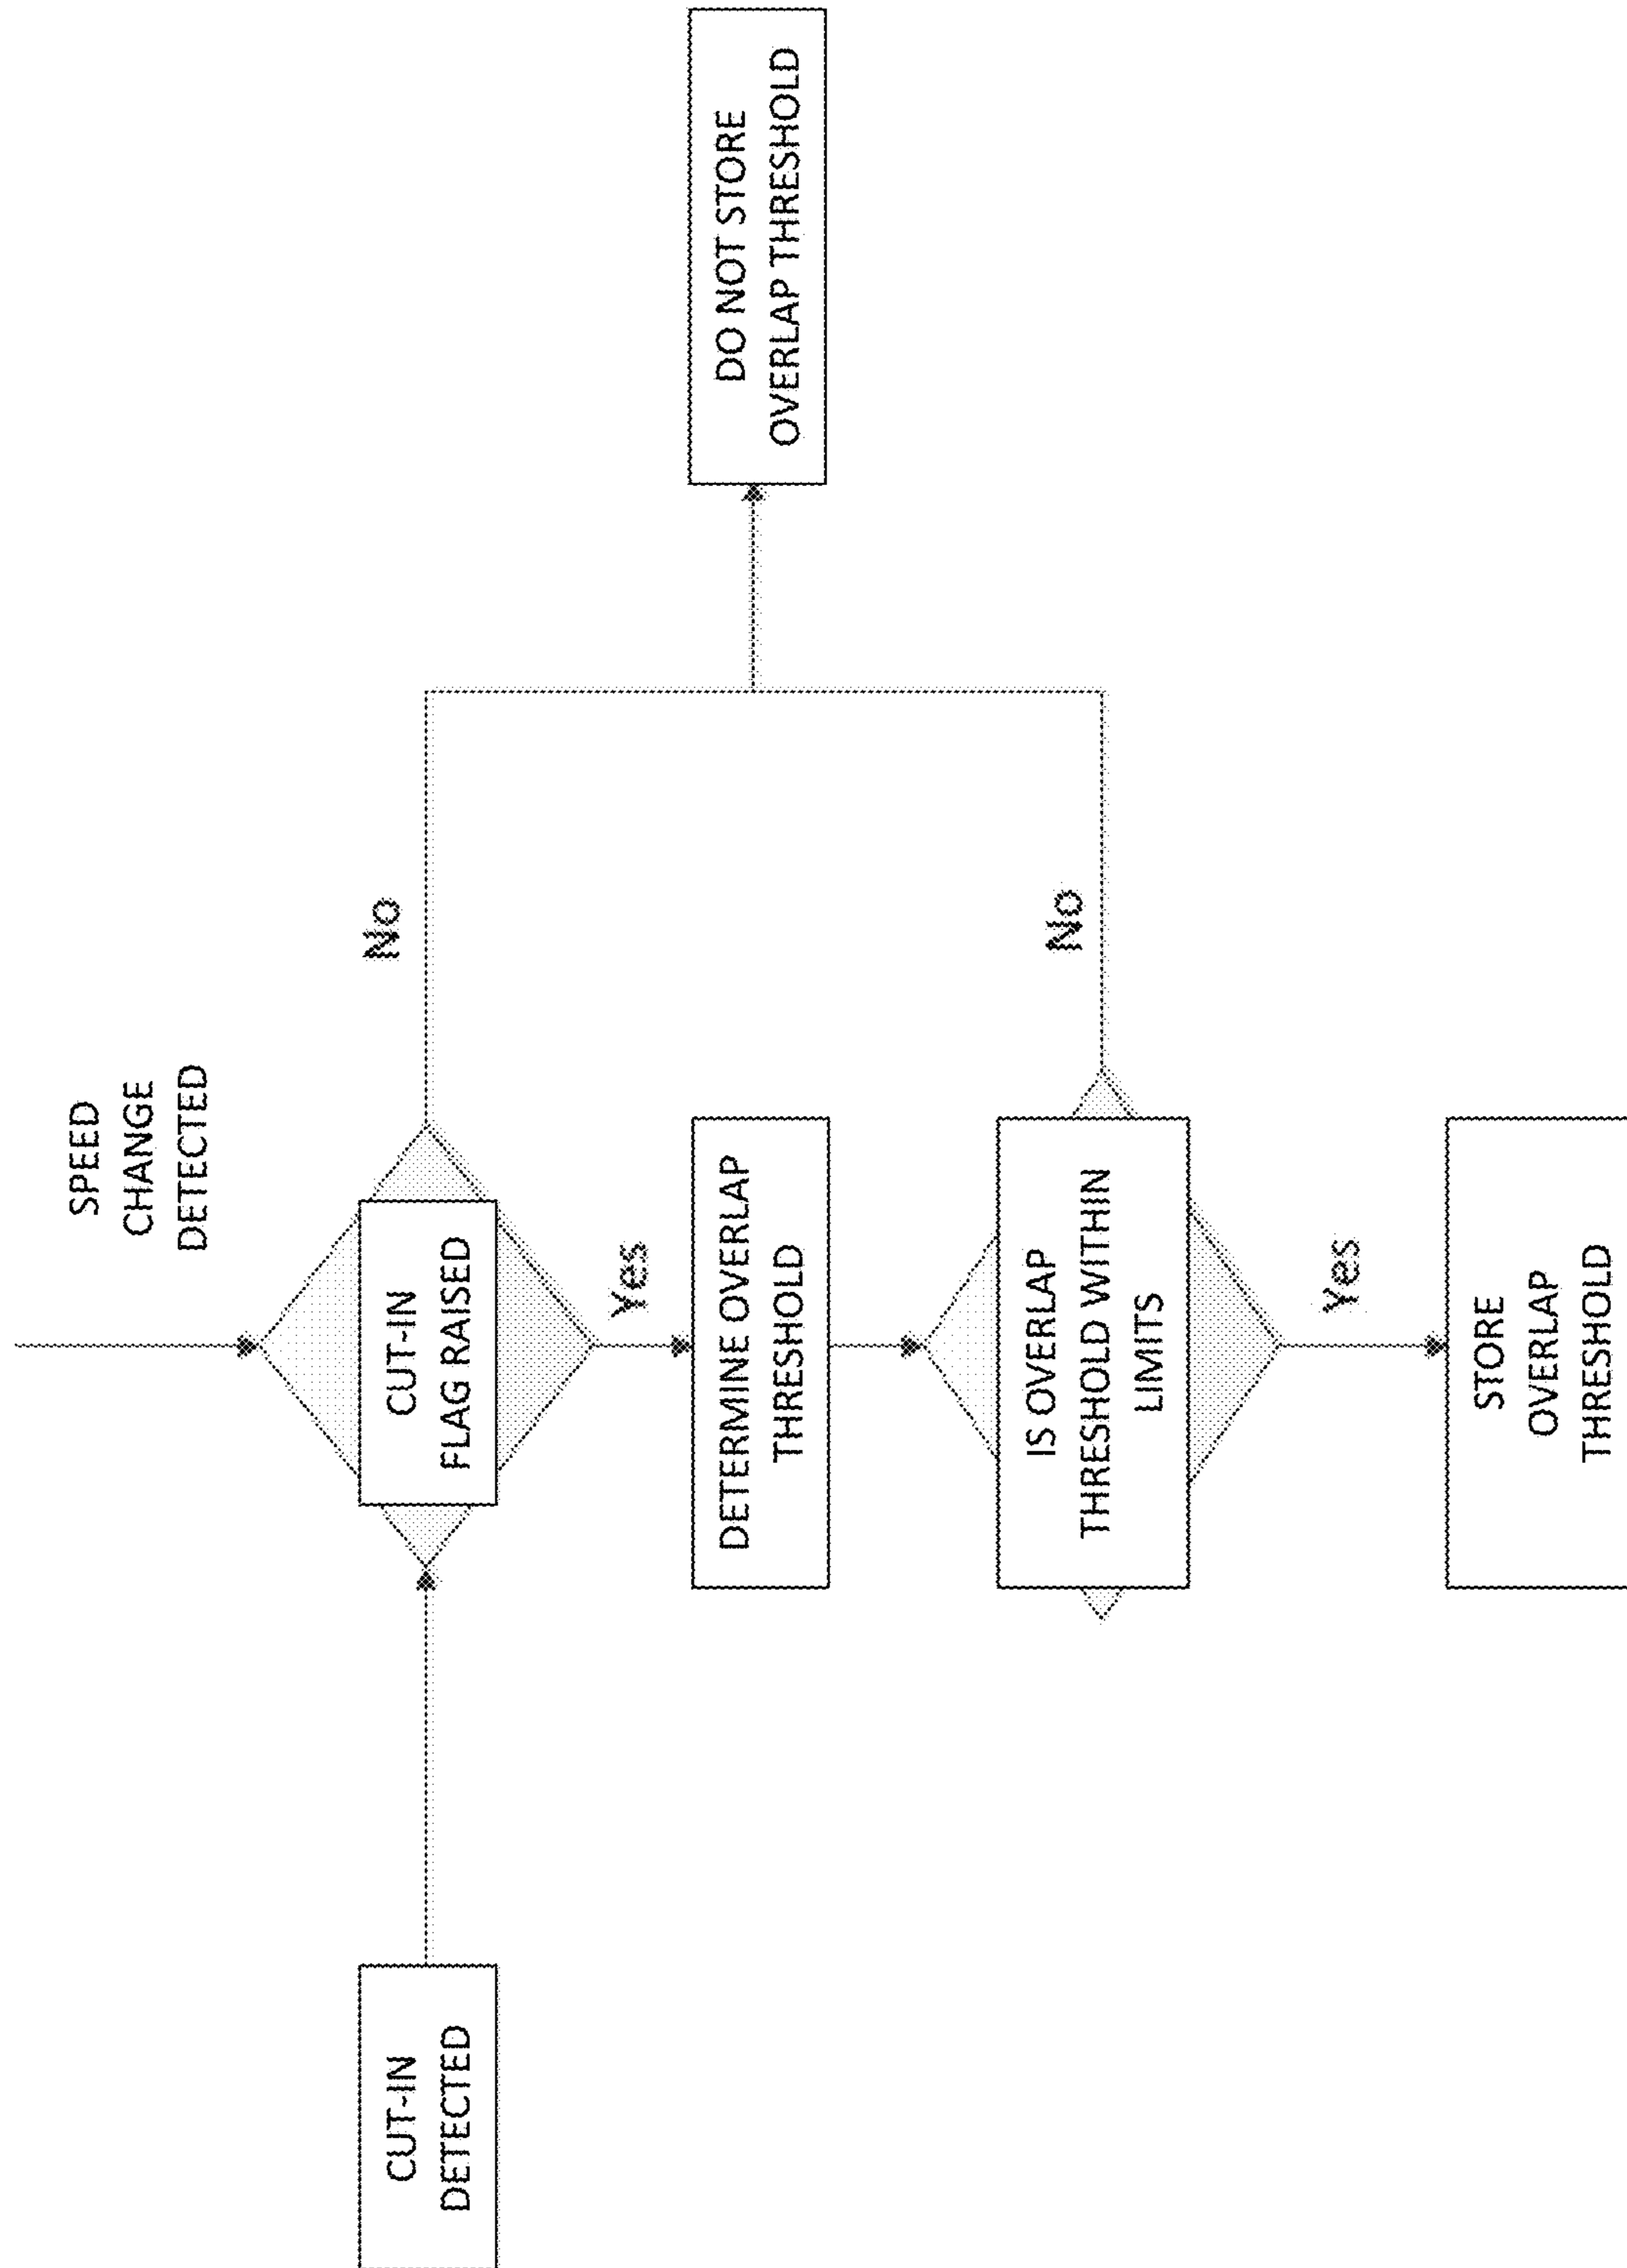 SPEED
CHANGE
DETECTED
CUT-IN
DETECTED
CUT-IN
FLAG RAISED
No
Yes
DETERMINE OVERLAP
THRESHOLD
DO NOT STORE
OVERLAP THRESHOLD
IS OVERLAP
THRESHOLD WITHIN
LIMITS
No
Yes
STORE
OVERLAP
THRESHOLD